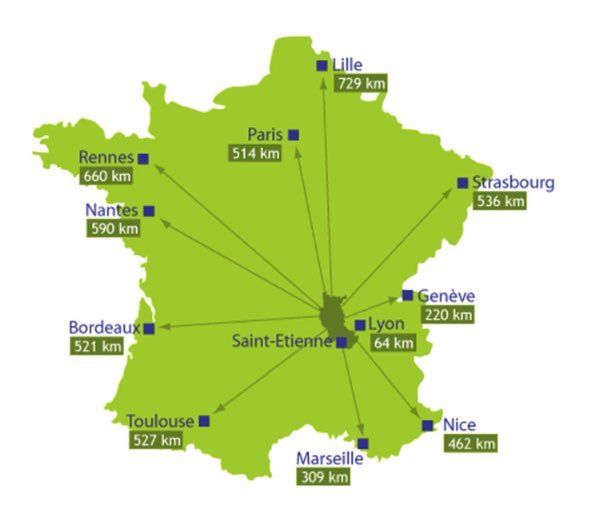 Lille
729 km
Paris
514 km
Rennes
660 km
Strasbourg
536 km
Nantes
590 km
Genève
220 km
Lyon
64 km
Bordeaux
521 km
Saint-Etienne
Toulouse
527 km
Nice
462 km
Marseille
309 km